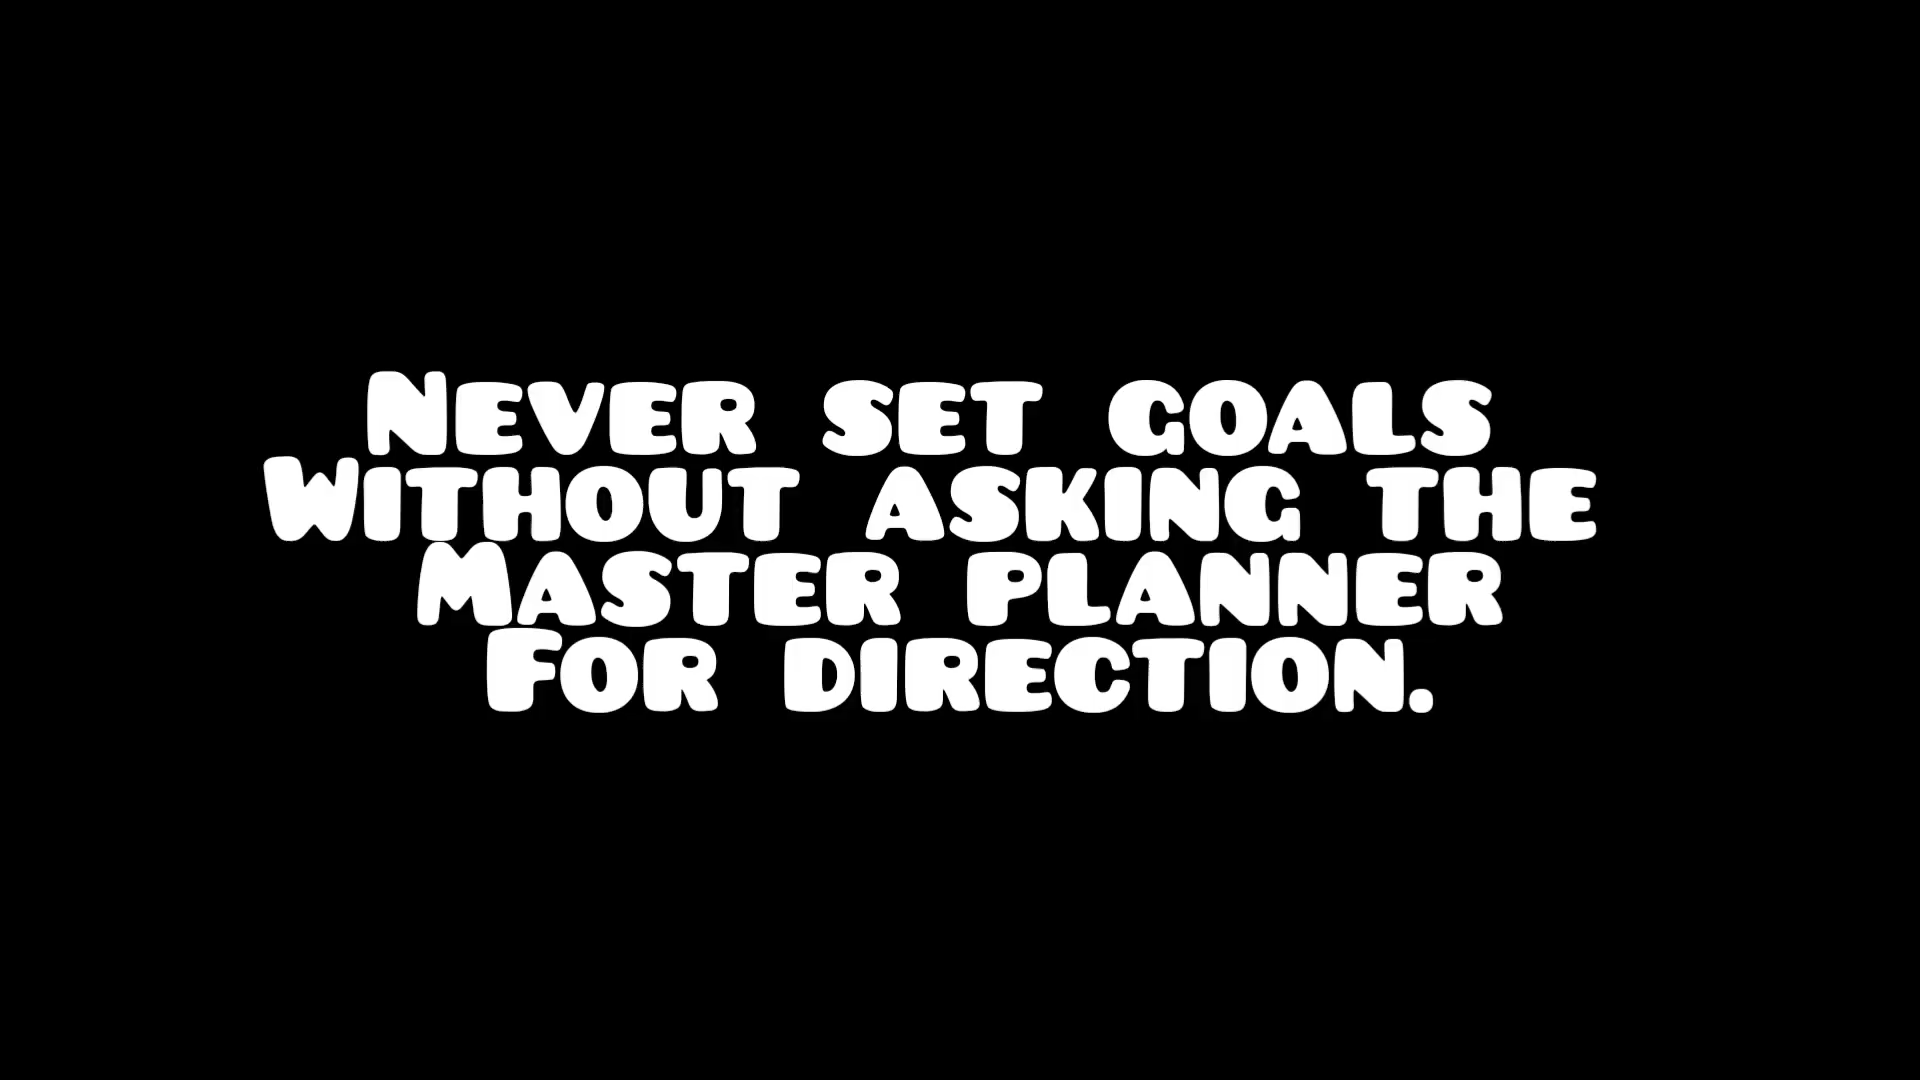 Never set goals
Without asking the
Master planner
For direction.